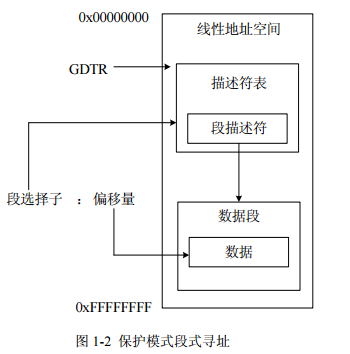 0x00000000
线性地址空间
GDTR
描述符表
段描述符
段选择子 : 偏移量
数据段
数据
0xFFFFFFFF
图 1-2 保护模式段式寻址